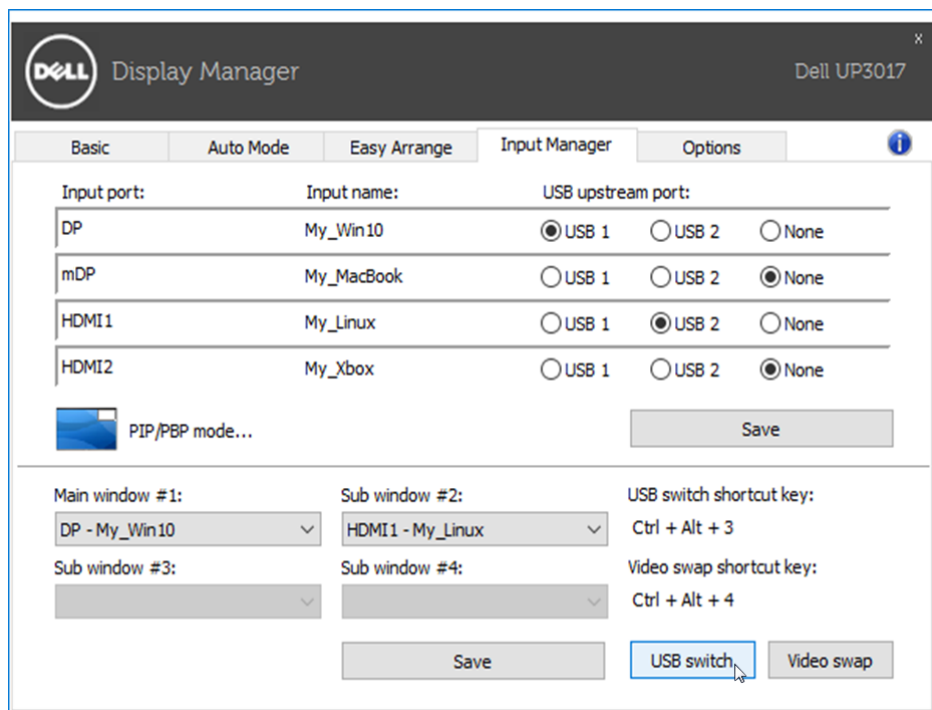 x
DELL Display Manager Dell UP3017
Basic Auto Mode Easy Arrange Input Manager Options i
Input port: Input name: USB upstream port:
DP My_Win10 USB 1 USB 2 None
mDP My_MacBook USB 1 USB 2 None
HDMI1 My_Linux USB 1 USB 2 None
HDMI2 My_Xbox USB 1 USB 2 None
PIP/PBP mode... Save
Main window #1: Sub window #2: USB switch shortcut key:
DP - My_Win10 HDMI1 - My_Linux Ctrl + Alt + 3
Sub window #3: Sub window #4: Video swap shortcut key:
Ctrl + Alt + 4
Save USB switch Video swap